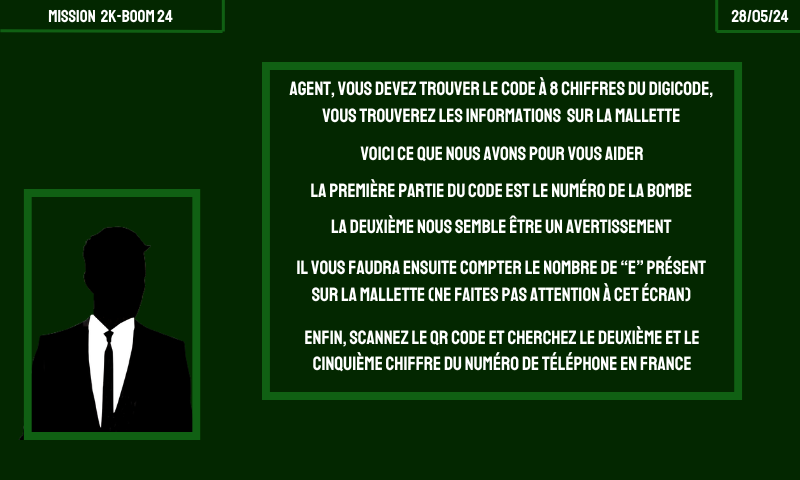 MISSION 2K-BOOM 24
28/05/24
AGENT, VOUS DEVEZ TROUVER LE CODE À 8 CHIFFRES DU DIGICODE,
VOUS TROUVEREZ LES INFORMATIONS SUR LA MALLETTE
VOICI CE QUE NOUS AVONS POUR VOUS AIDER
LA PREMIÈRE PARTIE DU CODE EST LE NUMÉRO DE LA BOMBE
LA DEUXIÈME NOUS SEMBLE ÊTRE UN AVERTISSEMENT
IL VOUS FAUDRA ENSUITE COMPTER LE NOMBRE DE “E” PRÉSENT
SUR LA MALLETTE (NE FAITES PAS ATTENTION À CET ÉCRAN)
ENFIN, SCANNEZ LE QR CODE ET CHERCHEZ LE DEUXIÈME ET LE
CINQUIÈME CHIFFRE DU NUMÉRO DE TÉLÉPHONE EN FRANCE